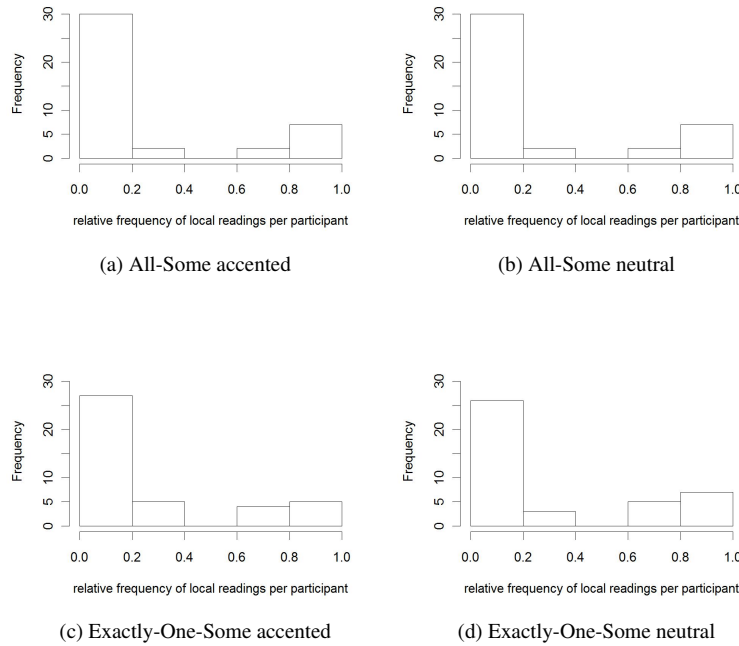 Frequency
0 5 10 30
0.0 0.2 0.4 0.6 0.8 1.0
relative frequency of local readings per participant
(a) All-Some accented
Frequency
0 5 10 30
0.0 0.2 0.4 0.6 0.8 1.0
relative frequency of local readings per participant
(b) All-Some neutral
Frequency
0 5 10 20 30
0.0 0.2 0.4 0.6 0.8 1.0
relative frequency of local readings per participant
(c) Exactly-One-Some accented
Frequency
0 5 10 20 30
0.0 0.2 0.4 0.6 0.8 1.0
relative frequency of local readings per participant
(d) Exactly-One-Some neutral